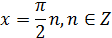 x = π/2 n, n ∈ Z